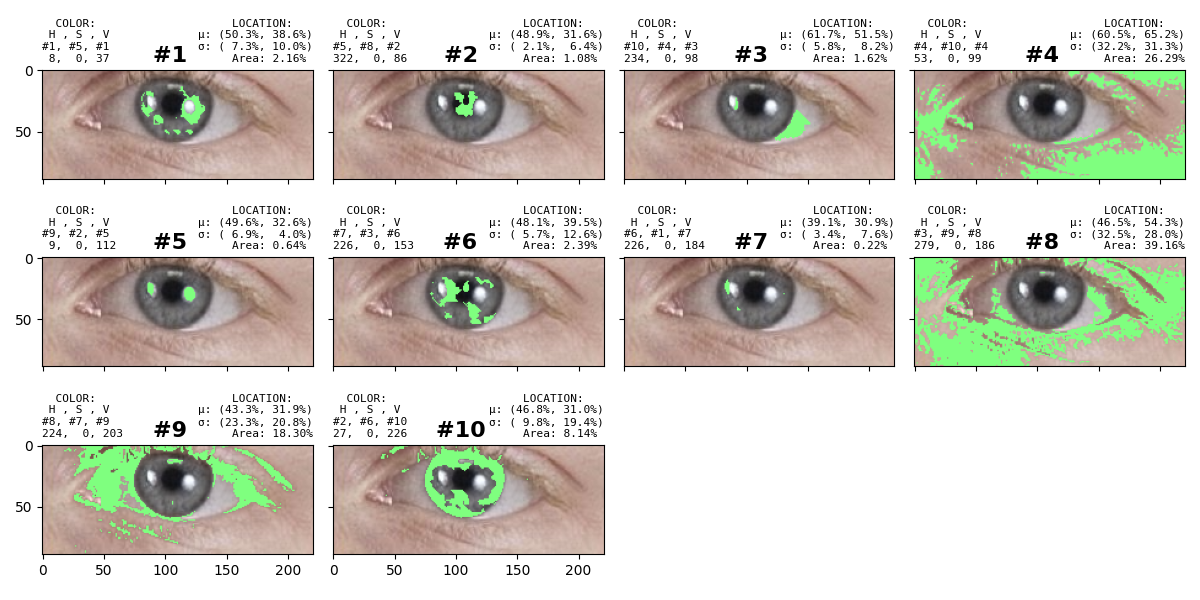 COLOR: LOCATION:
H , S , V μ: (50.3%, 38.6%)
#1, #5, #1 σ: ( 7.3%, 10.0%)
8, 0, 37 #1 Area: 2.16%
COLOR: LOCATION:
H , S , V μ: (48.9%, 31.6%)
#5, #8, #2 σ: ( 2.1%, 6.4%)
322, 0, 86 #2 Area: 1.08%
COLOR: LOCATION:
H , S , V μ: (61.7%, 51.5%)
#10, #4, #3 σ: ( 5.8%, 8.2%)
234, 0, 98 #3 Area: 1.62%
COLOR: LOCATION:
H , S , V μ: (60.5%, 65.2%)
#4, #10, #4 σ: (32.2%, 31.3%)
53, 0, 99 #4 Area: 26.29%
0
50
COLOR: LOCATION:
H , S , V μ: (49.6%, 32.6%)
#9, #2, #5 σ: ( 6.9%, 4.0%)
9, 0, 112 #5 Area: 0.64%
COLOR: LOCATION:
H , S , V μ: (48.1%, 39.5%)
#7, #3, #6 σ: ( 5.7%, 12.6%)
226, 0, 153 #6 Area: 2.39%
COLOR: LOCATION:
H , S , V μ: (39.1%, 30.9%)
#6, #1, #7 σ: ( 3.4%, 7.6%)
226, 0, 184 #7 Area: 0.22%
COLOR: LOCATION:
H , S , V μ: (46.5%, 54.3%)
#3, #9, #8 σ: (32.5%, 28.0%)
279, 0, 186 #8 Area: 39.16%
0
50
COLOR: LOCATION:
H , S , V μ: (43.3%, 31.9%)
#8, #7, #9 σ: (23.3%, 20.8%)
224, 0, 203 #9 Area: 18.30%
COLOR: LOCATION:
H , S , V μ: (46.8%, 31.0%)
#2, #6, #10 σ: ( 9.8%, 19.4%)
27, 0, 226 #10 Area: 8.14%
0
50
0 50 100 150 200
0 50 100 150 200